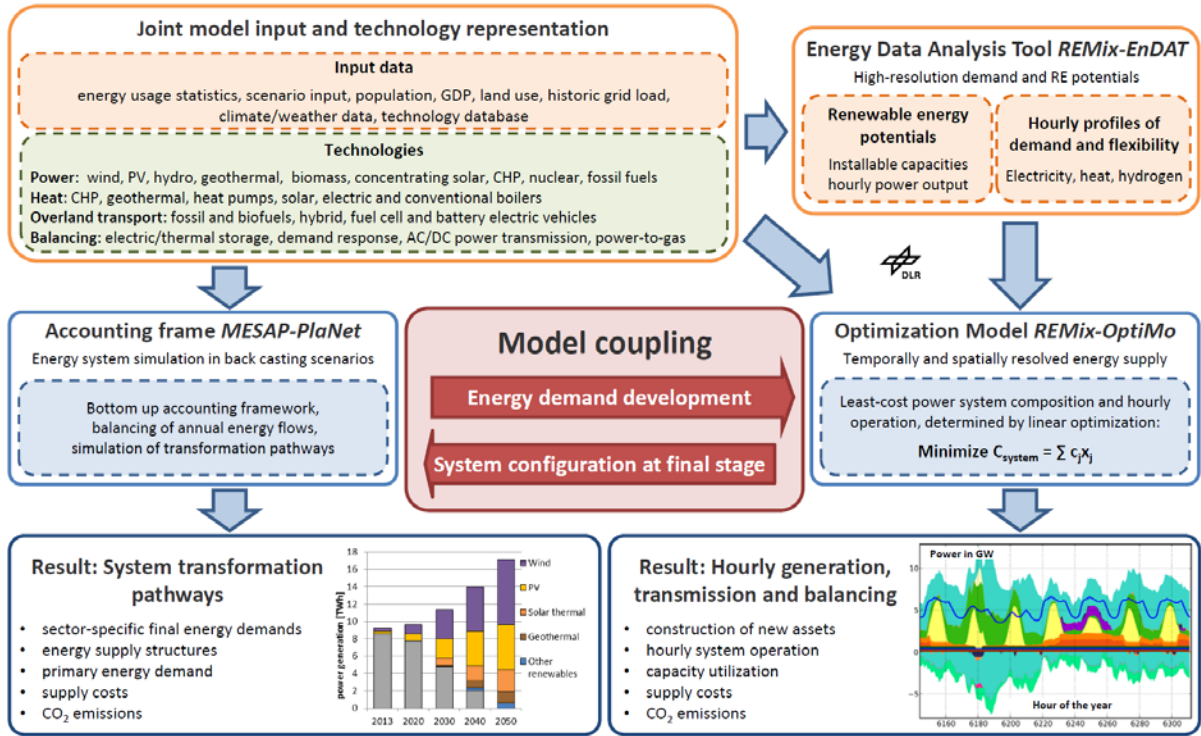 Joint model input and technology representation
Input data
energy usage statistics, scenario input, population, GDP, land use, historic grid load,
climate/weather data, technology database
Technologies
Power: wind, PV, hydro, geothermal, biomass, concentrating solar, CHP, nuclear, fossil fuels
Heat: CHP, geothermal, heat pumps, solar, electric and conventional boilers
Overland transport: fossil and biofuels, hybrid, fuel cell and battery electric vehicles
Balancing: electric/thermal storage, demand response, AC/DC power transmission, power-to-gas
Energy Data Analysis Tool REMix-EnDAT
High-resolution demand and RE potentials
Renewable energy
potentials
Installable capacities
hourly power output
Hourly profiles of
demand and flexibility
Electricity, heat, hydrogen
DLR
Accounting frame MESAP-PlaNet
Energy system simulation in back casting scenarios
Bottom up accounting framework,
balancing of annual energy flows,
simulation of transformation pathways
Model coupling
Energy demand development
System configuration at final stage
Optimization Model REMix-OptiMo
Temporally and spatially resolved energy supply
Least-cost power system composition and hourly
operation, determined by linear optimization:
Minimize Csystem = ∑ cjxj
Result: System transformation
pathways
• sector-specific final energy demands
• energy supply structures
• primary energy demand
• supply costs
• CO2 emissions
power generation [TWh]
18
16
14
12
10
8
6
4
2
0
2013 2020 2030 2040 2050
Wind
PV
Solar thermal
Geothermal
Other
renewables
Result: Hourly generation,
transmission and balancing
• construction of new assets
• hourly system operation
• capacity utilization
• supply costs
• CO2 emissions
Power in GW
10
5
0
−5
Hour of the year
6160 6180 6200 6220 6240 6260 6280 6300